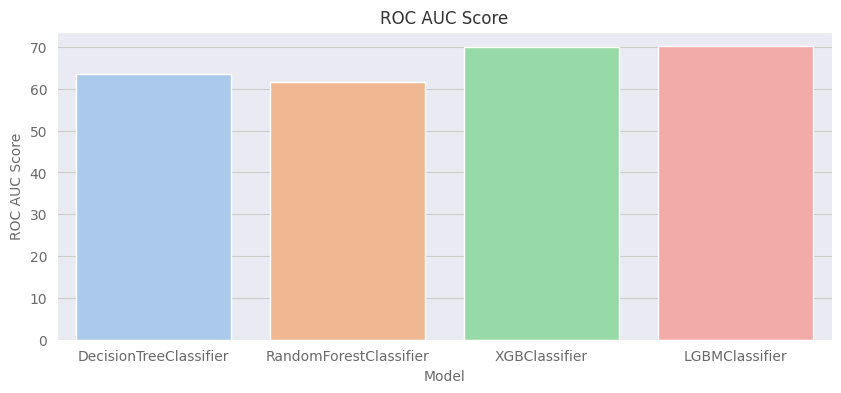 ROC AUC Score
ROC AUC Score
70
60
50
40
30
20
10
0
DecisionTreeClassifier
RandomForestClassifier
XGBClassifier
LGBMClassifier
Model